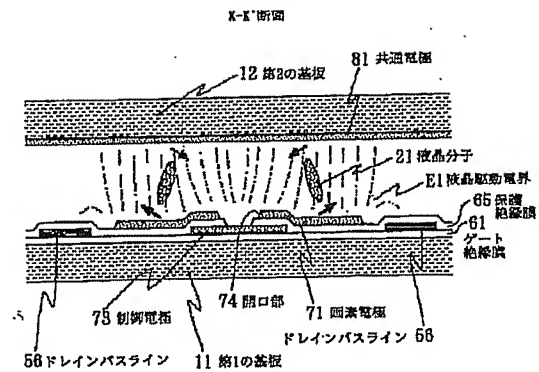 K-K'断面
12 第2の基板
81 共通電極
21 液晶分子
E1 液晶駆動電界
65 保護絶縁膜
61 ゲート絶縁膜
73 制御電極
74 開口部
71 画素電極
ドレインバスライン 56
56 ドレインバスライン
11 第1の基板